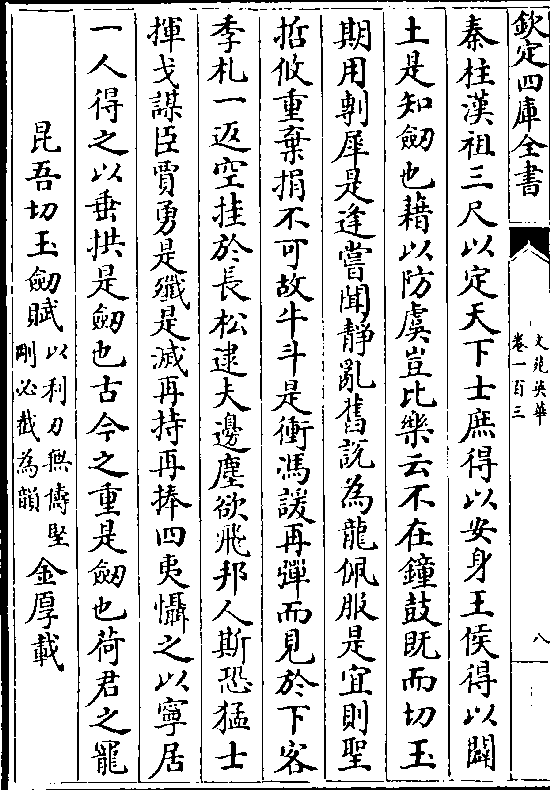 欽定四庫全書
文苑英華
卷一百三
八
秦柱漢祖三尺以定天下士庶得以安身王侯得以闢
土是知劒也藉以防虞豈比樂云不在鐘鼓旣而切玉
期用剸犀是逢嘗聞靜亂舊說為龍佩服是宜則聖
哲攸重棄捐不可故牛斗是衝馮諼再彈而見於下客
季札一返空挂於長松逮夫邊塵欲飛邦人斯恐猛士
揮戈謀臣賈勇是殲是滅再持再捧四夷懾之以寧居
一人得之以垂拱是劒也古今之重是劒也荷君之寵
昆吾切玉劒賦以利刀無儔堅剛必截為韻 金厚載